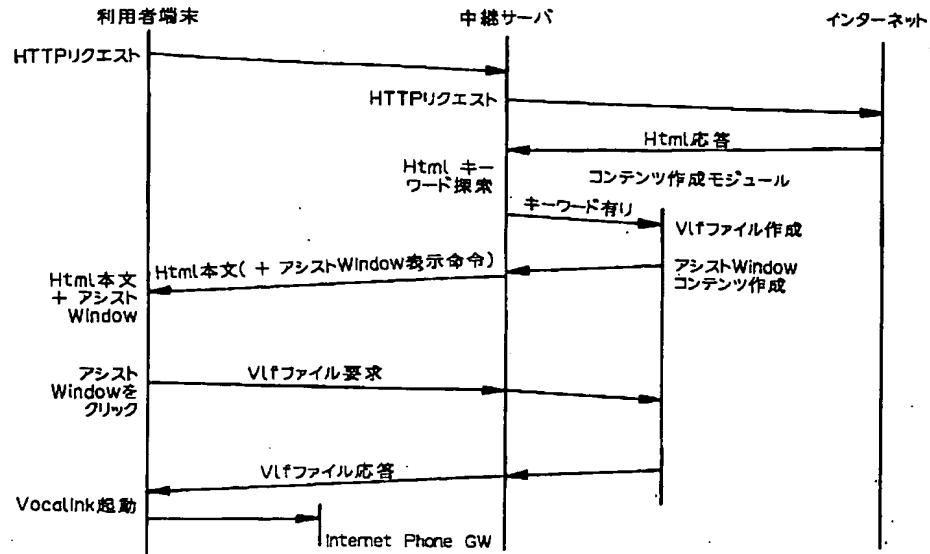 利用者端末
中継サーバ
インターネット
HTTPリクエスト
HTTPリクエスト
Html応答
Html キー
ワード探索
コンテンツ作成モジュール
キーワード有り
Vlfファイル作成
Html本文( + アシストWindow表示命令)
アシストWindow
コンテンツ作成
Html本文
+ アシスト
Window
アシスト
Windowを
クリック
Vlfファイル要求
Vlfファイル応答
Vocalink起動
Internet Phone GW